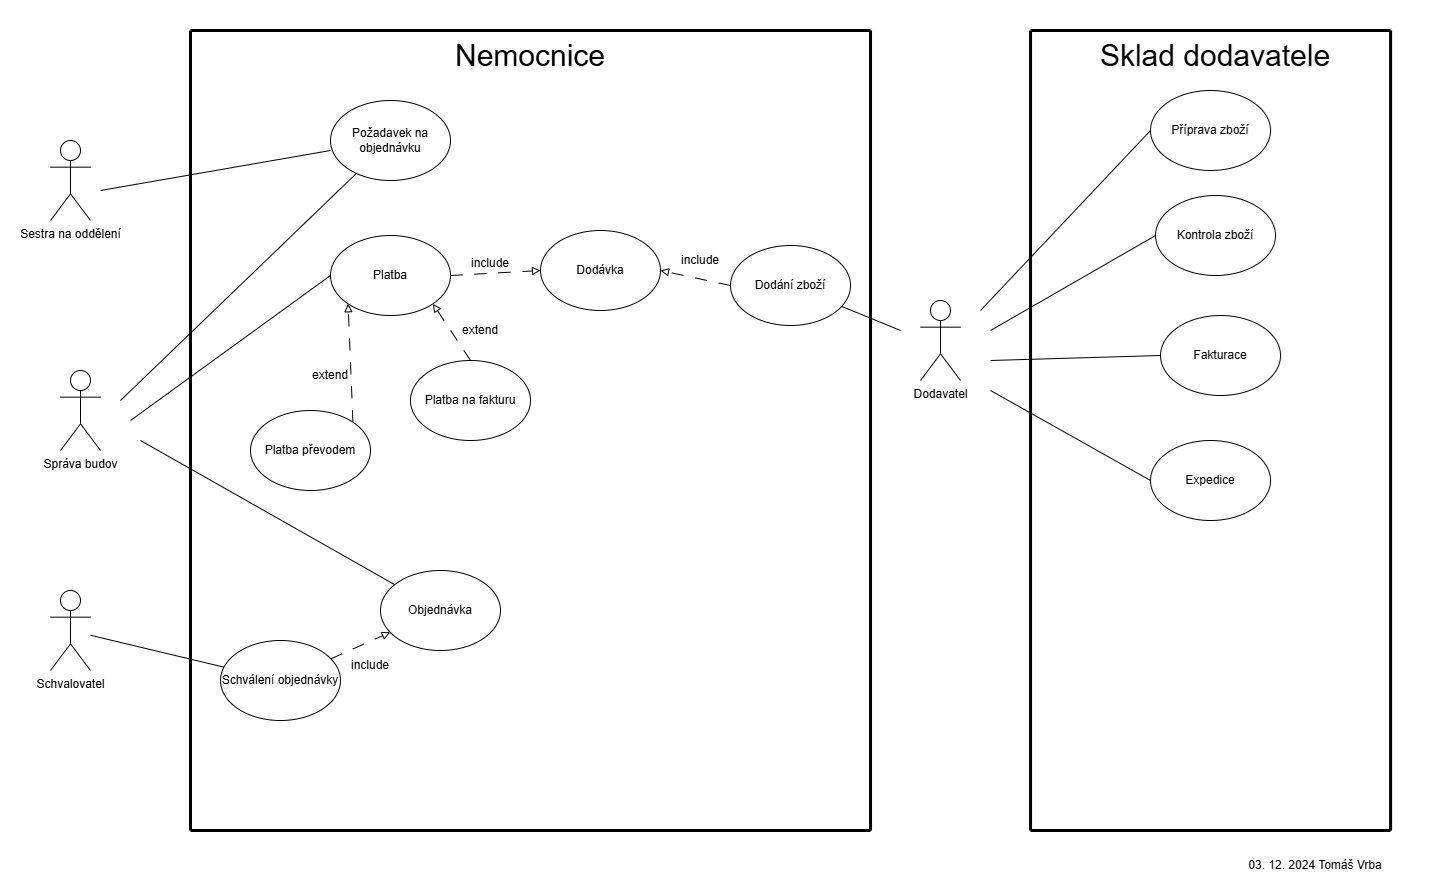 Nemocnice
Sklad dodavatele
Požadavek na
objednávku
Příprava zboží
Sestra na oddělení
Kontrola zboží
Platba
include
Dodávka
include
Dodání zboží
extend
extend
Fakturace
Platba na fakturu
Dodavatel
Platba převodem
Správa budov
Expedice
Objednávka
include
Schválení objednávky
Schvalovatel
03. 12. 2024 Tomáš Vrba